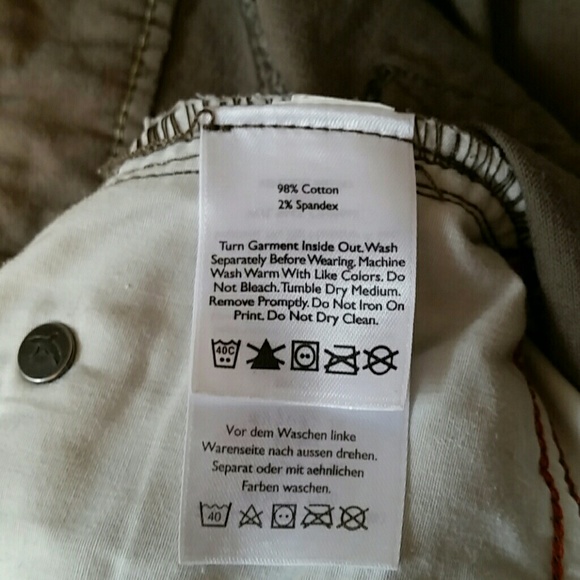 98% Cotton
2% Spandex
Turn Garment Inside Out. Wash
Separately Before Wearing. Machine
Wash Warm With Like Colors. Do
Not Bleach. Tumble Dry Medium.
Remove Promptly. Do Not Iron On
Print. Do Not Dry Clean.
40C
Vor dem Waschen linke
Warenseite nach aussen drehen.
Separat oder mit aehnlichen
Farben waschen.
40